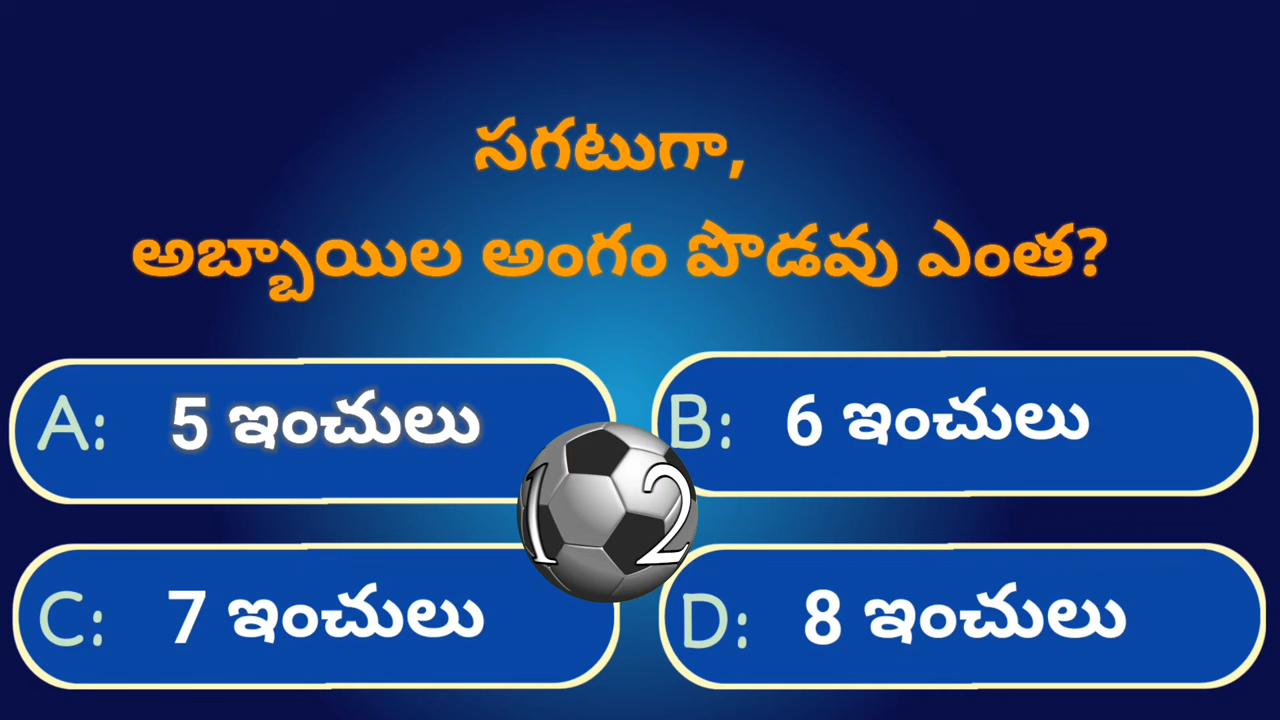 సగటుగా,
అబ్బాయిల అంగం పొడవు ఎంత?
A: 5 ఇంచులు
B: 6 ఇంచులు
12
C: 7 ఇంచులు
D: 8 ఇంచులు